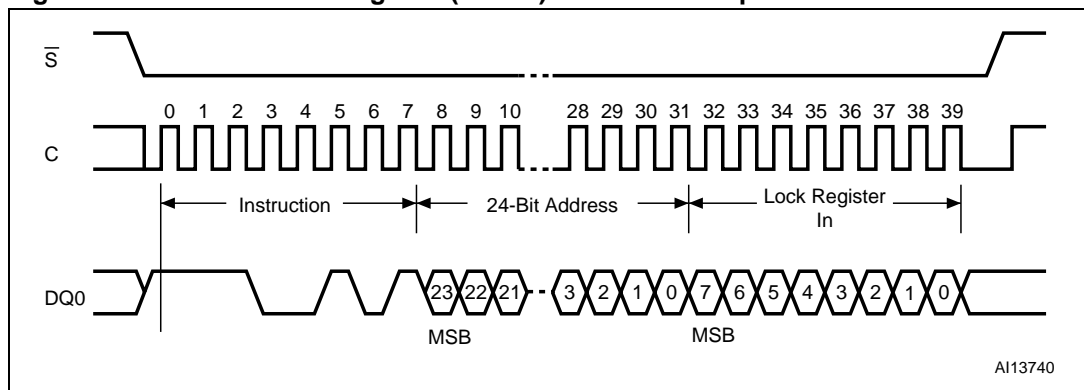 S
0 1 2 3 4 5 6 7 8 9 10 28 29 30 31 32 33 34 35 36 37 38 39
C
Instruction 24-Bit Address Lock Register
In
DQ0 23 22 21 3 2 1 0 7 6 5 4 3 2 1 0
MSB MSB
AI13740